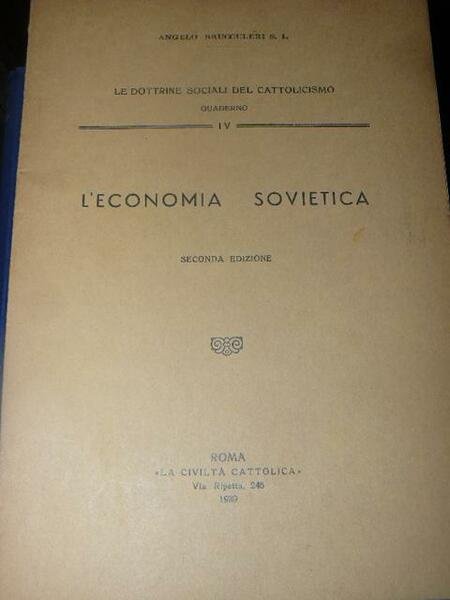 ANGELO BRUCCULERI S. I.
LE DOTTRINE SOCIALI DEL CATTOLICISMO
QUADERNO
IV
L'ECONOMIA SOVIETICA
SECONDA EDIZIONE
ROMA
«LA CIVILTÀ CATTOLICA»
Via Ripetta, 246
1939